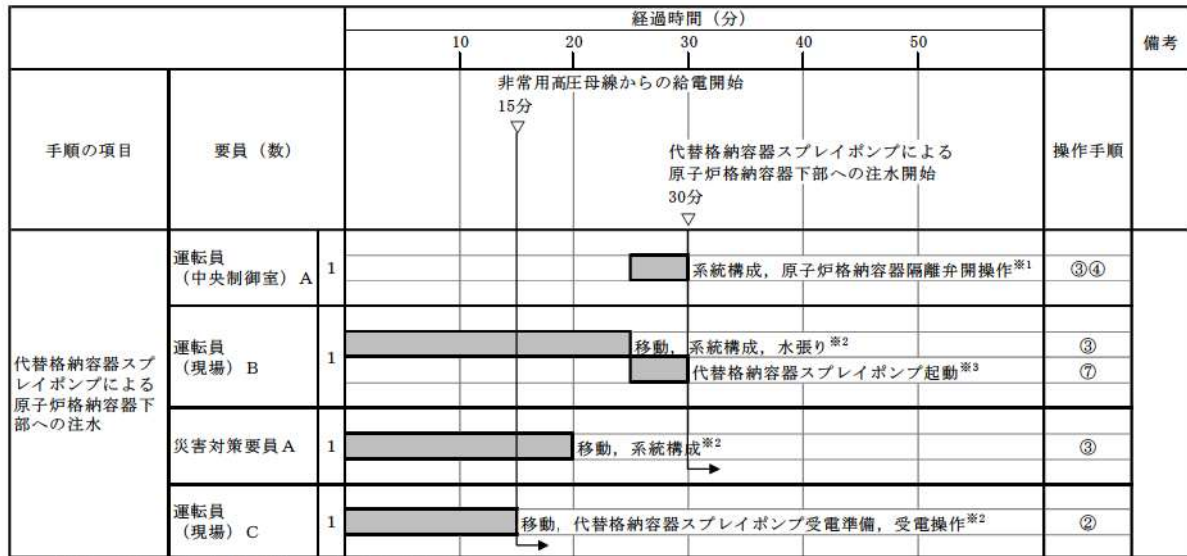 経過時間（分）
備考
10 20 30 40 50
非常用高圧母線からの給電開始
15分
▽
手順の項目
要員（数）
代替格納容器スプレイポンプによる
原子炉格納容器下部への注水開始
30分
▽
操作手順
代替格納容器スプ
レイポンプによる
原子炉格納容器下
部への注水
運転員
（中央制御室）A
1
系統構成，原子炉格納容器隔離弁開操作※1
③④
運転員
（現場）B
1
移動，系統構成，水張り※2
③
代替格納容器スプレイポンプ起動※3
⑦
災害対策要員A
1
移動，系統構成※2
③
運転員
（現場）C
1
移動，代替格納容器スプレイポンプ受電準備，受電操作※2
②